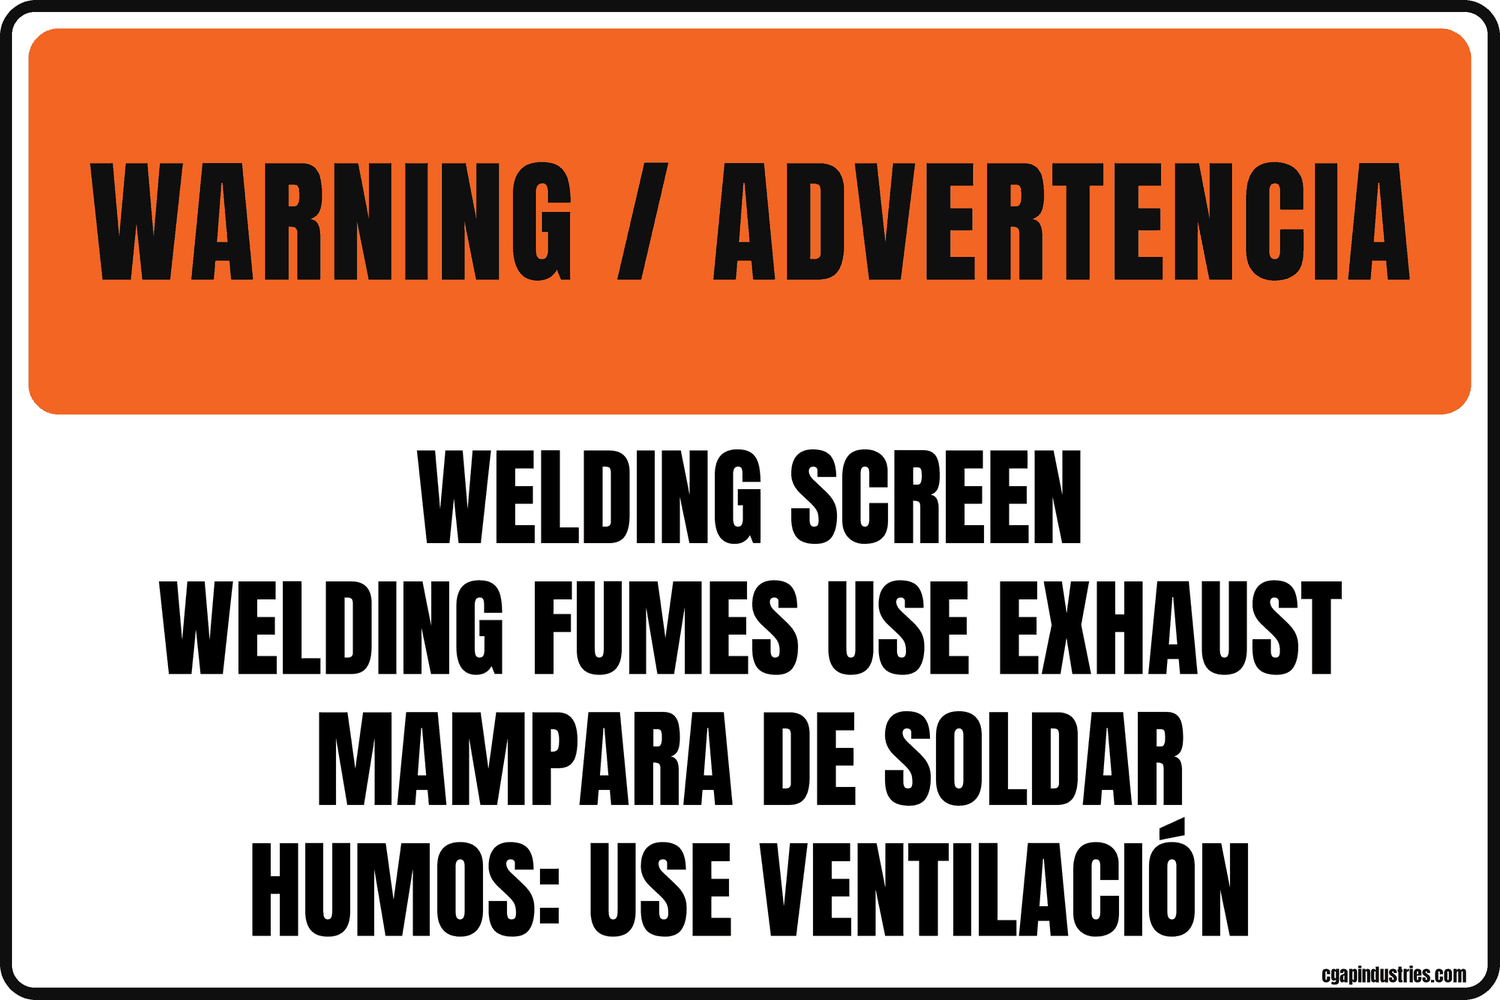 WARNING / ADVERTENCIA
WELDING SCREEN
WELDING FUMES USE EXHAUST
MAMPARA DE SOLDAR
HUMOS: USE VENTILACIÓN
cgapindustries.com